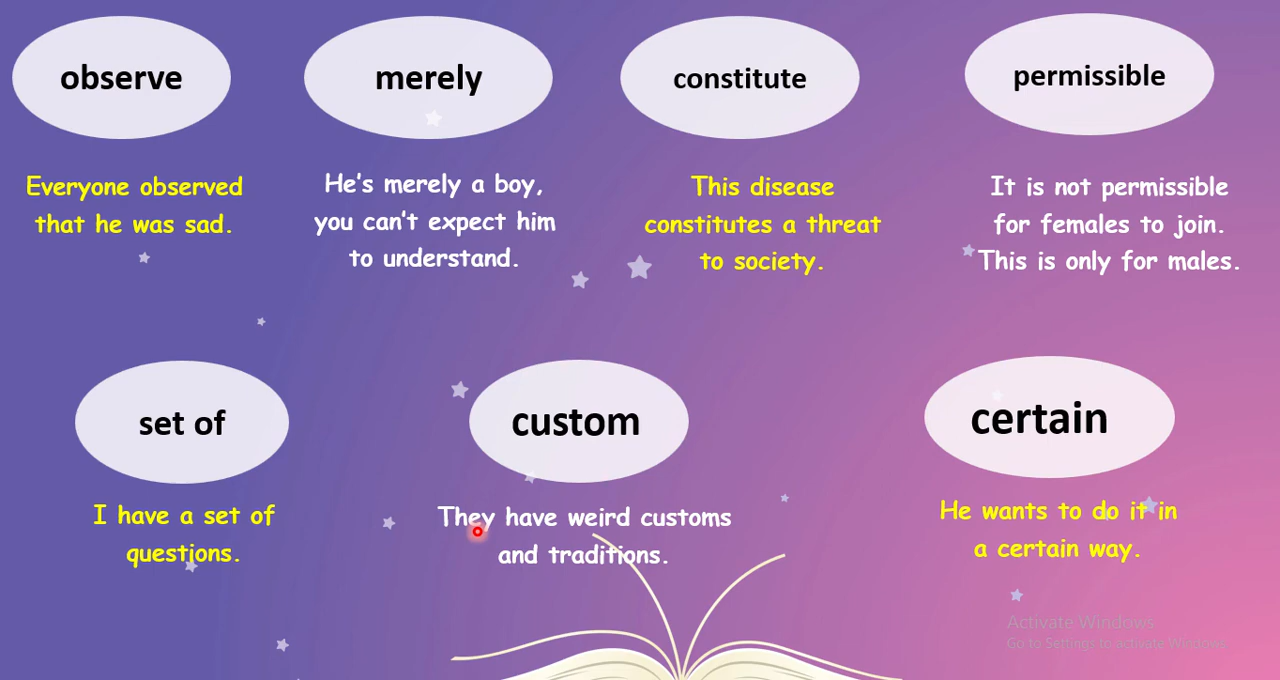 observe
Everyone observed
that he was sad.
merely
He's merely a boy,
you can't expect him
to understand.
constitute
This disease
constitutes a threat
to society.
permissible
It is not permissible
for females to join.
This is only for males.
set of
I have a set of
questions.
custom
They have weird customs
and traditions.
certain
He wants to do it in
a certain way.
Activate Windows
Go to Settings to activate Windows.